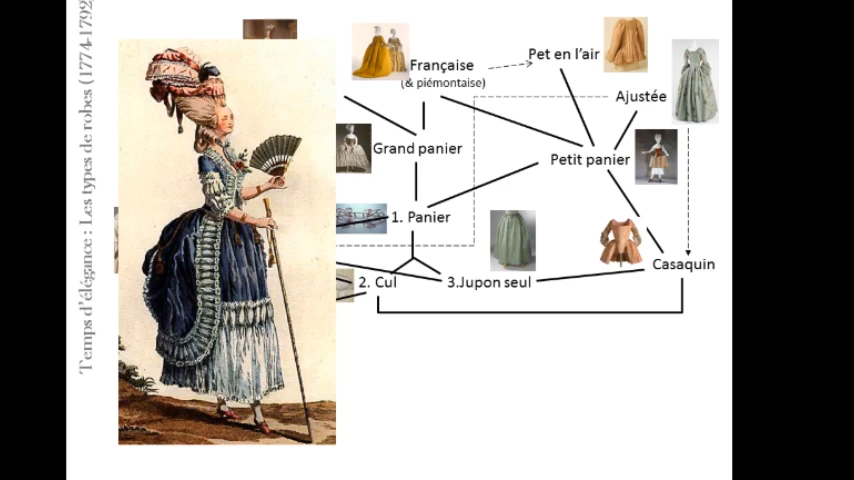 Temps d'élégance : Les types de robes (1774-1792
Française
(& piémontaise)
Pet en l'air
Ajustée
Grand panier
Petit panier
1. Panier
Casaquin
2. Cul
3.Jupon seul